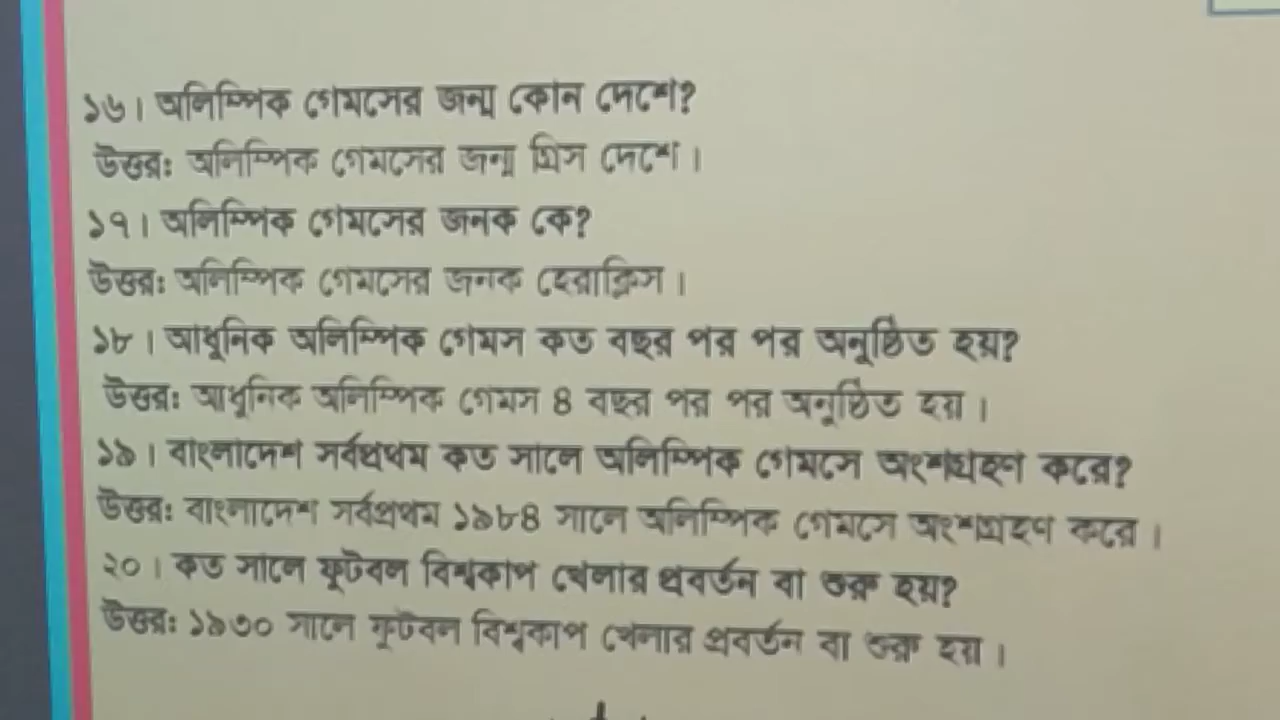 ১৬। অলিম্পিক গেমসের জন্ম কোন দেশে?
উত্তর: অলিম্পিক গেমসের জন্ম গ্রিস দেশে।
১৭। অলিম্পিক গেমসের জনক কে?
উত্তর: অলিম্পিক গেমসের জনক হেরাক্লিস।
১৮। আধুনিক অলিম্পিক গেমস কত বছর পর পর অনুষ্ঠিত হয়?
উত্তর: আধুনিক অলিম্পিক গেমস ৪ বছর পর পর অনুষ্ঠিত হয়।
১৯। বাংলাদেশ সর্বপ্রথম কত সালে অলিম্পিক গেমসে অংশগ্রহণ করে?
উত্তর: বাংলাদেশ সর্বপ্রথম ১৯৮৪ সালে অলিম্পিক গেমসে অংশগ্রহণ করে।
২০। কত সালে ফুটবল বিশ্বকাপ খেলার প্রবর্তন বা শুরু হয়?
উত্তর: ১৯৩০ সালে ফুটবল বিশ্বকাপ খেলার প্রবর্তন বা শুরু হয়।